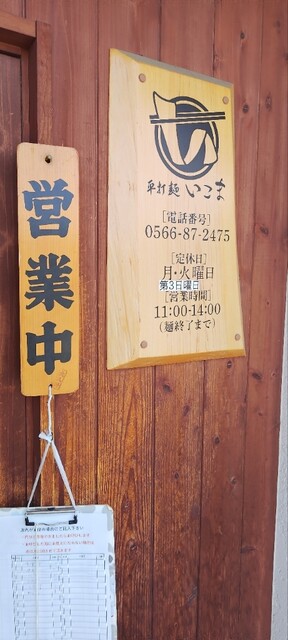 営業中
平打麺 いこま
[電話番号]
0566-87-2475
[定休日]
月・火曜日
第3日曜日
[営業時間]
11:00-14:00
(麺終了まで)